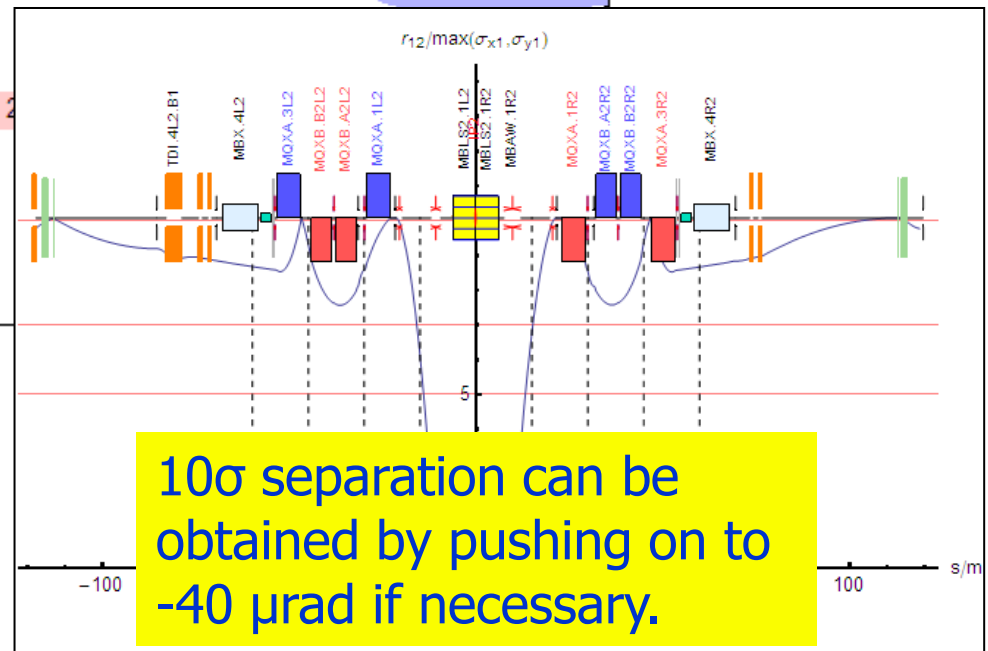 r12/max(σx1,σy1)
2
TDI.4L2.B1
MBX.4L2
MQXA.3L2
MQXB.B2L2
MQXB.A2L2
MQXA.1L2
MBLS2.1L2
MBLS2.1R2
MBAW.1R2
MQXA.1R2
MQXB.A2R2
MQXB.B2R2
MQXA.3R2
MBX.4R2
5
10σ separation can be
obtained by pushing on to
-40 μrad if necessary.
−100
100
s/m